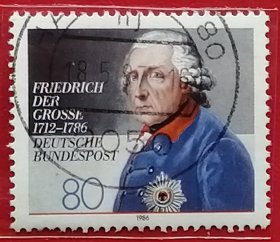 FRIEDRICH
DER
GROSSE
1712–1786
DEUTSCHE
BUNDESPOST
80
1986